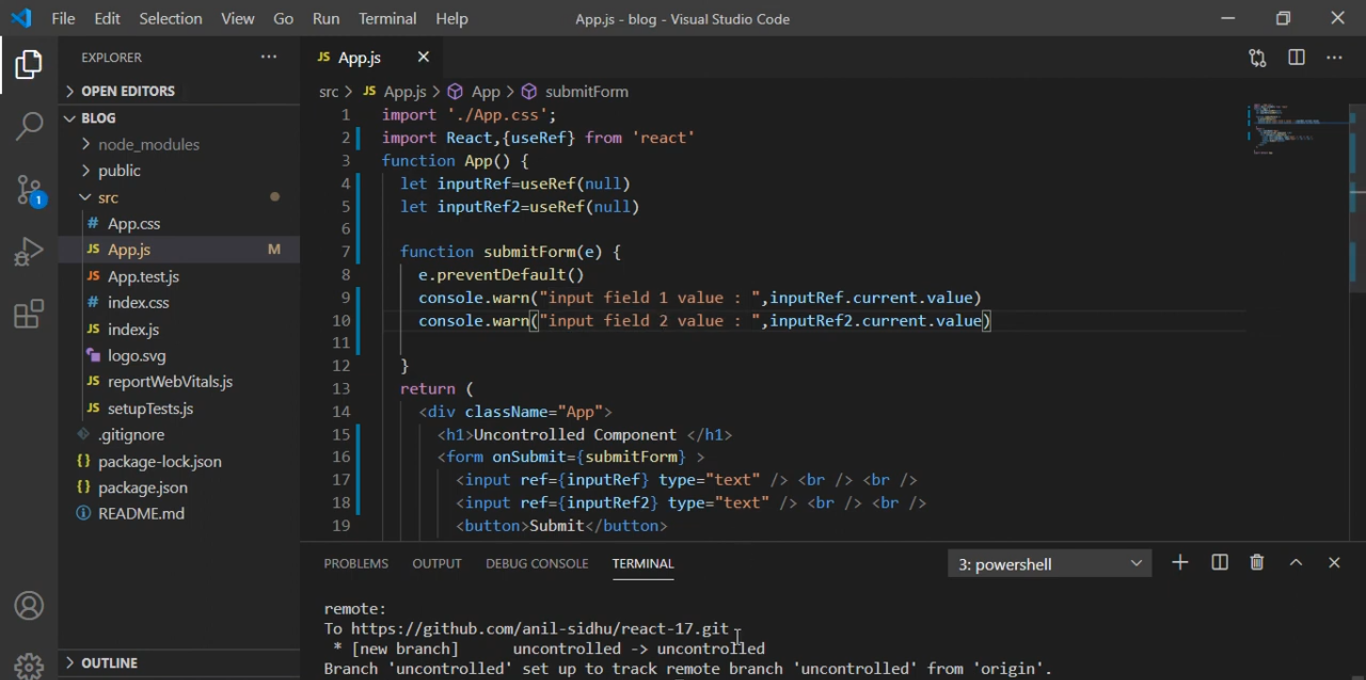 File Edit Selection View Go Run Terminal Help App.js - blog - Visual Studio Code
EXPLORER
OPEN EDITORS
BLOG
node_modules
public
src
# App.css
JS App.js M
JS App.test.js
# index.css
JS index.js
logo.svg
JS reportWebVitals.js
JS setupTests.js
.gitignore
{} package-lock.json
{} package.json
README.md
OUTLINE
1
JS App.js
src > JS App.js > App > submitForm
1 import './App.css';
2 import React,{useRef} from 'react'
3 function App() {
4 let inputRef=useRef(null)
5 let inputRef2=useRef(null)
6
7 function submitForm(e) {
8 e.preventDefault()
9 console.warn("input field 1 value : ",inputRef.current.value)
10 console.warn("input field 2 value : ",inputRef2.current.value)
11
12 }
13 return (
14 <div className="App">
15 <h1>Uncontrolled Component </h1>
16 <form onSubmit={submitForm} >
17 <input ref={inputRef} type="text" /> <br /> <br />
18 <input ref={inputRef2} type="text" /> <br /> <br />
19 <button>Submit</button>
PROBLEMS OUTPUT DEBUG CONSOLE TERMINAL 3: powershell
remote:
To https://github.com/anil-sidhu/react-17.git
* [new branch] uncontrolled -> uncontrolled
Branch 'uncontrolled' set up to track remote branch 'uncontrolled' from 'origin'.